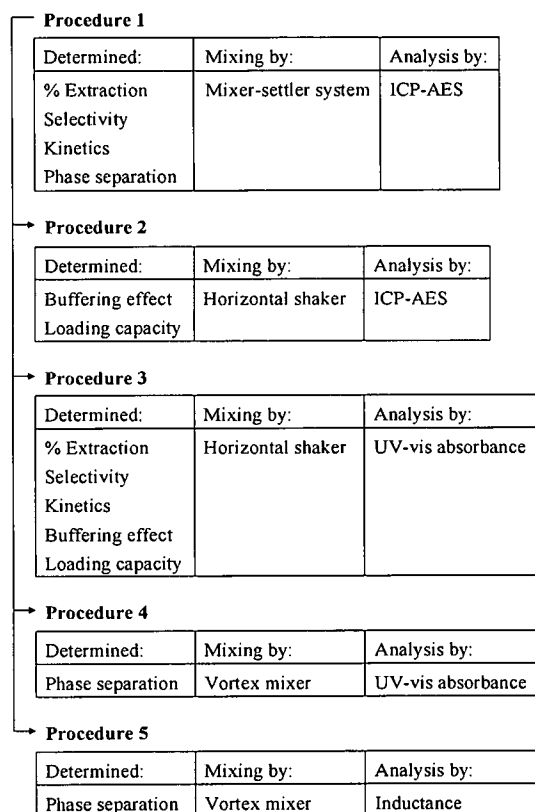 Procedure 1
Determined: Mixing by: Analysis by:
% Extraction Mixer-settler system ICP-AES
Selectivity
Kinetics
Phase separation
Procedure 2
Determined: Mixing by: Analysis by:
Buffering effect Horizontal shaker ICP-AES
Loading capacity
Procedure 3
Determined: Mixing by: Analysis by:
% Extraction Horizontal shaker UV-vis absorbance
Selectivity
Kinetics
Buffering effect
Loading capacity
Procedure 4
Determined: Mixing by: Analysis by:
Phase separation Vortex mixer UV-vis absorbance
Procedure 5
Determined: Mixing by: Analysis by:
Phase separation Vortex mixer Inductance